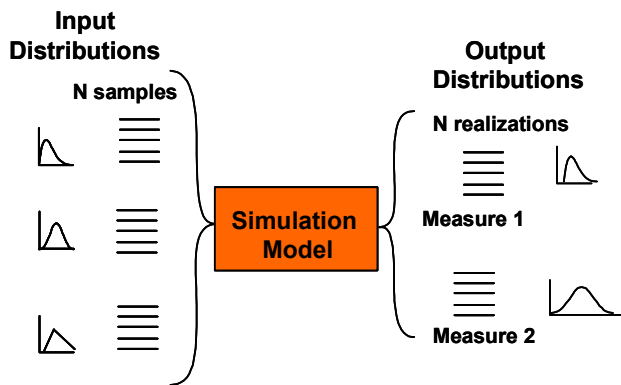 Input
Distributions
N samples
Simulation
Model
Output
Distributions
N realizations
Measure 1
Measure 2